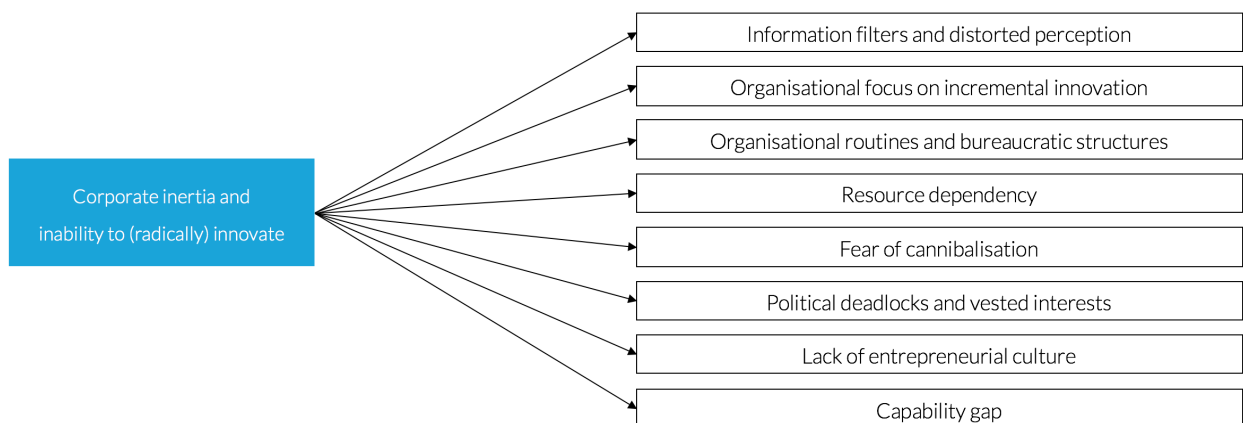 Corporate inertia and
inability to (radically) innovate
Information filters and distorted perception
Organisational focus on incremental innovation
Organisational routines and bureaucratic structures
Resource dependency
Fear of cannibalisation
Political deadlocks and vested interests
Lack of entrepreneurial culture
Capability gap